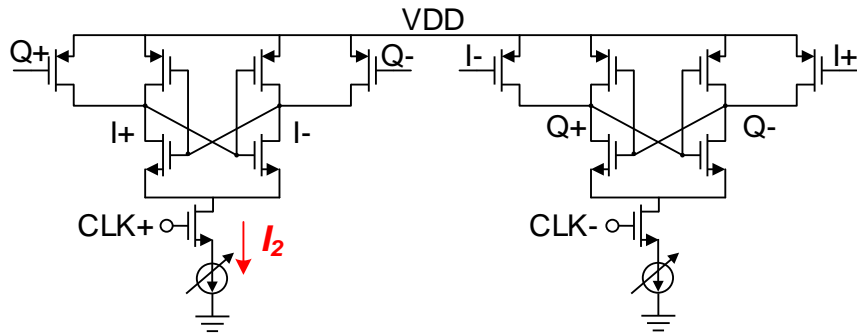 VDD
Q+ Q- I- I+
I+ I- Q+ Q-
CLK+ I2 CLK-